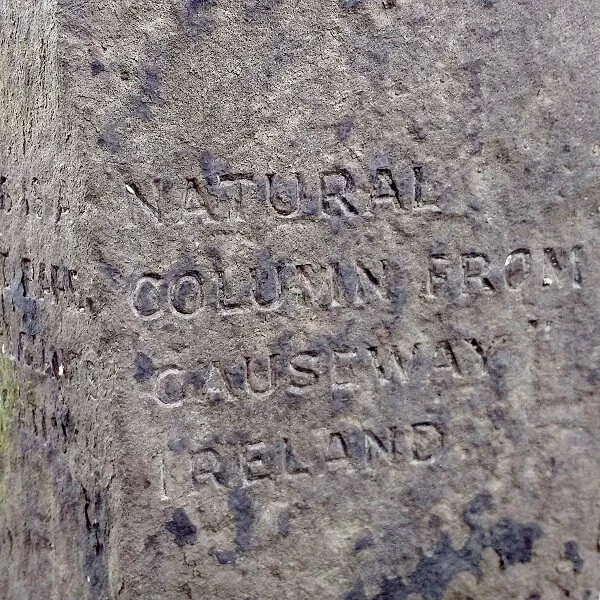 NATURAL
COLUMN FROM
CAUSEWAY
IRELAND